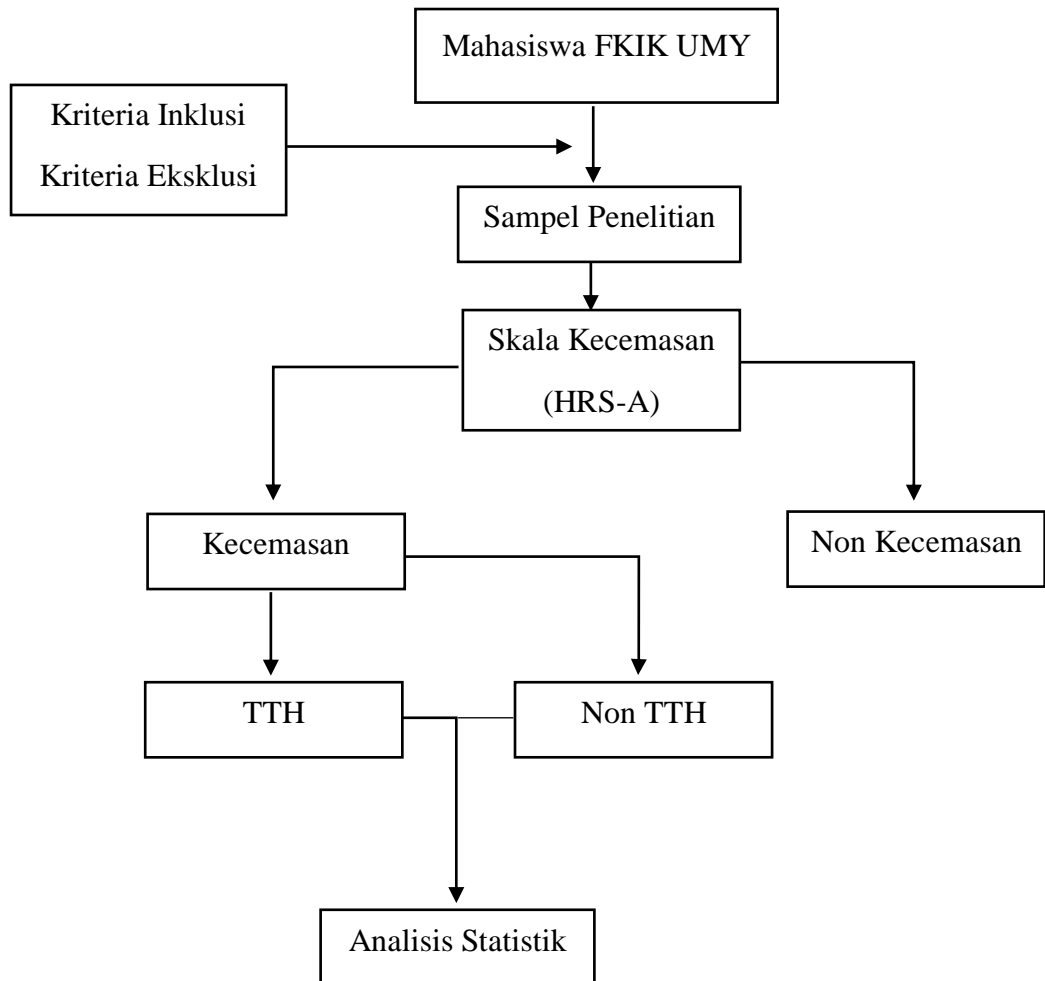 Mahasiswa FKIK UMY
Kriteria Inklusi
Kriteria Eksklusi
Sampel Penelitian
Skala Kecemasan
(HRS-A)
Kecemasan
Non Kecemasan
TTH
Non TTH
Analisis Statistik